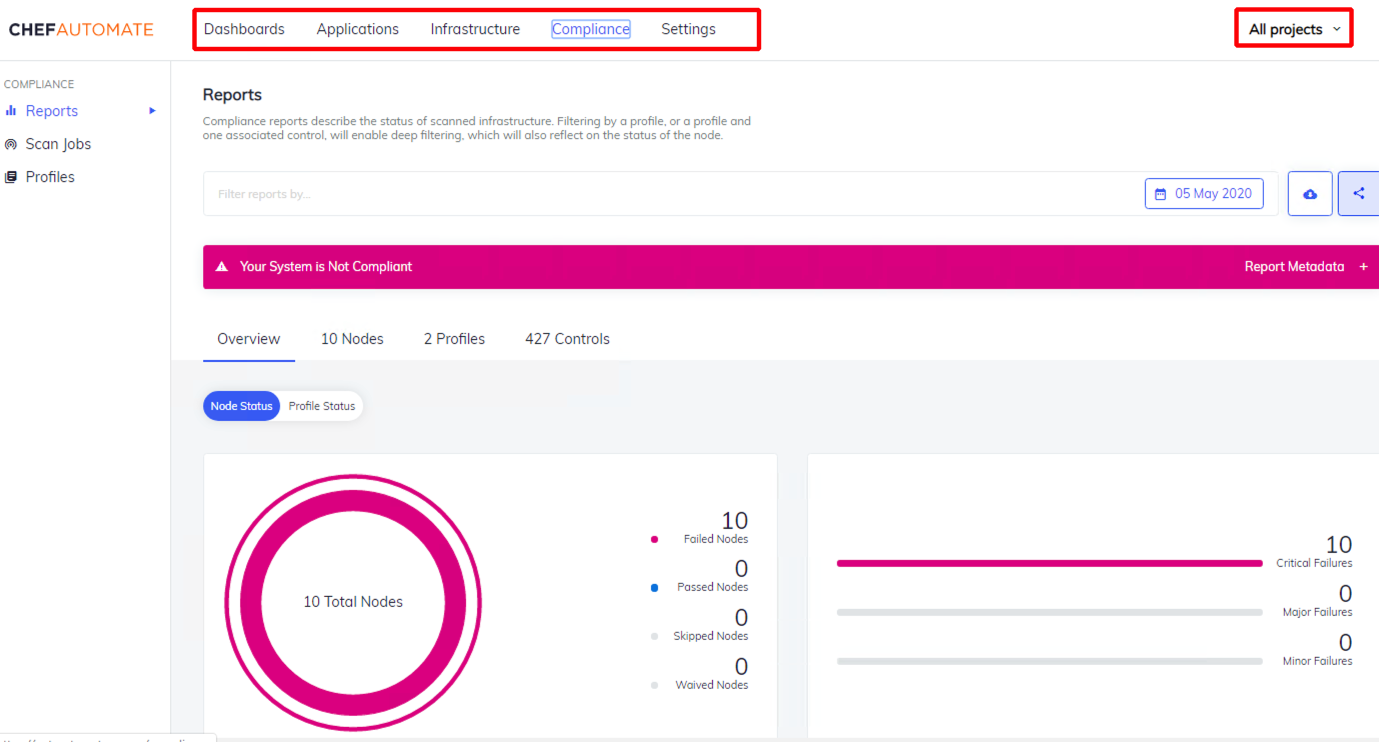 CHEFAUTOMATE
Dashboards Applications Infrastructure Compliance Settings
All projects
COMPLIANCE
Reports
Scan Jobs
Profiles
Reports
Compliance reports describe the status of scanned infrastructure. Filtering by a profile, or a profile and
one associated control, will enable deep filtering, which will also reflect on the status of the node.
Filter reports by...
05 May 2020
Your System is Not Compliant
Report Metadata +
Overview 10 Nodes 2 Profiles 427 Controls
Node Status Profile Status
10 Total Nodes
10
Failed Nodes
0
Passed Nodes
0
Skipped Nodes
0
Waived Nodes
10
Critical Failures
0
Major Failures
0
Minor Failures